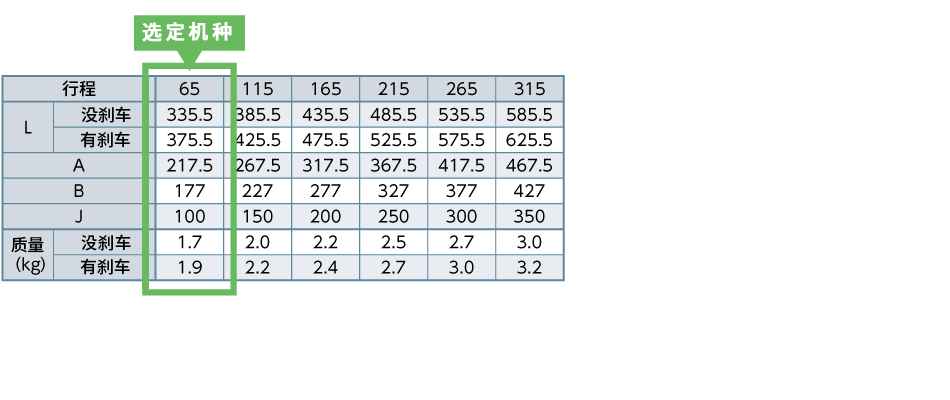 选定机种
行程 65 115 165 215 265 315
L 没刹车 335.5 385.5 435.5 485.5 535.5 585.5
有刹车 375.5 425.5 475.5 525.5 575.5 625.5
A 217.5 267.5 317.5 367.5 417.5 467.5
B 177 227 277 327 377 427
J 100 150 200 250 300 350
质量 (kg) 没刹车 1.7 2.0 2.2 2.5 2.7 3.0
有刹车 1.9 2.2 2.4 2.7 3.0 3.2